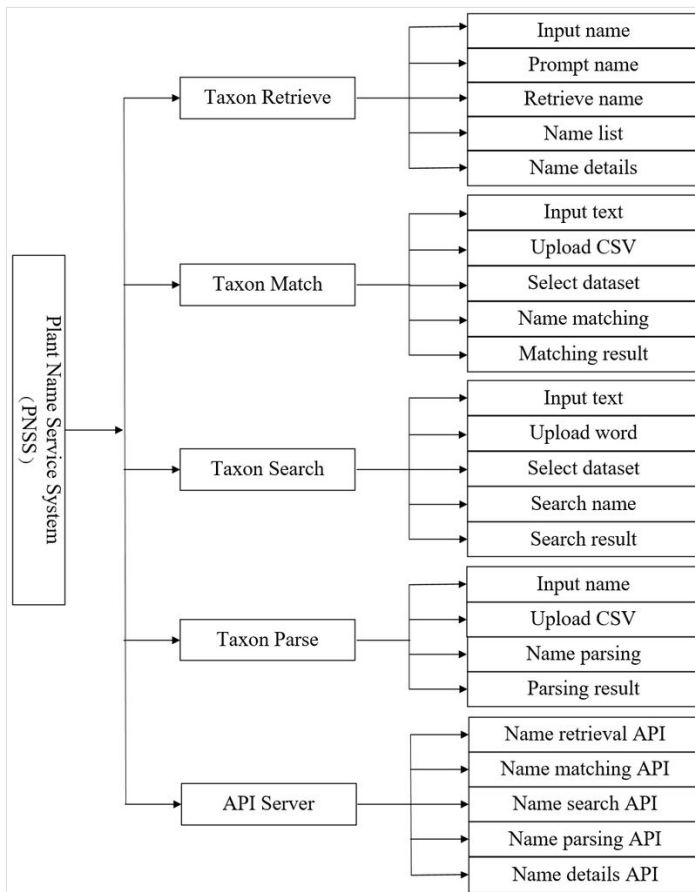 Plant Name Service System
（PNSS）
Taxon Retrieve
Input name
Prompt name
Retrieve name
Name list
Name details
Taxon Match
Input text
Upload CSV
Select dataset
Name matching
Matching result
Taxon Search
Input text
Upload word
Select dataset
Search name
Search result
Taxon Parse
Input name
Upload CSV
Name parsing
Parsing result
API Server
Name retrieval API
Name matching API
Name search API
Name parsing API
Name details API